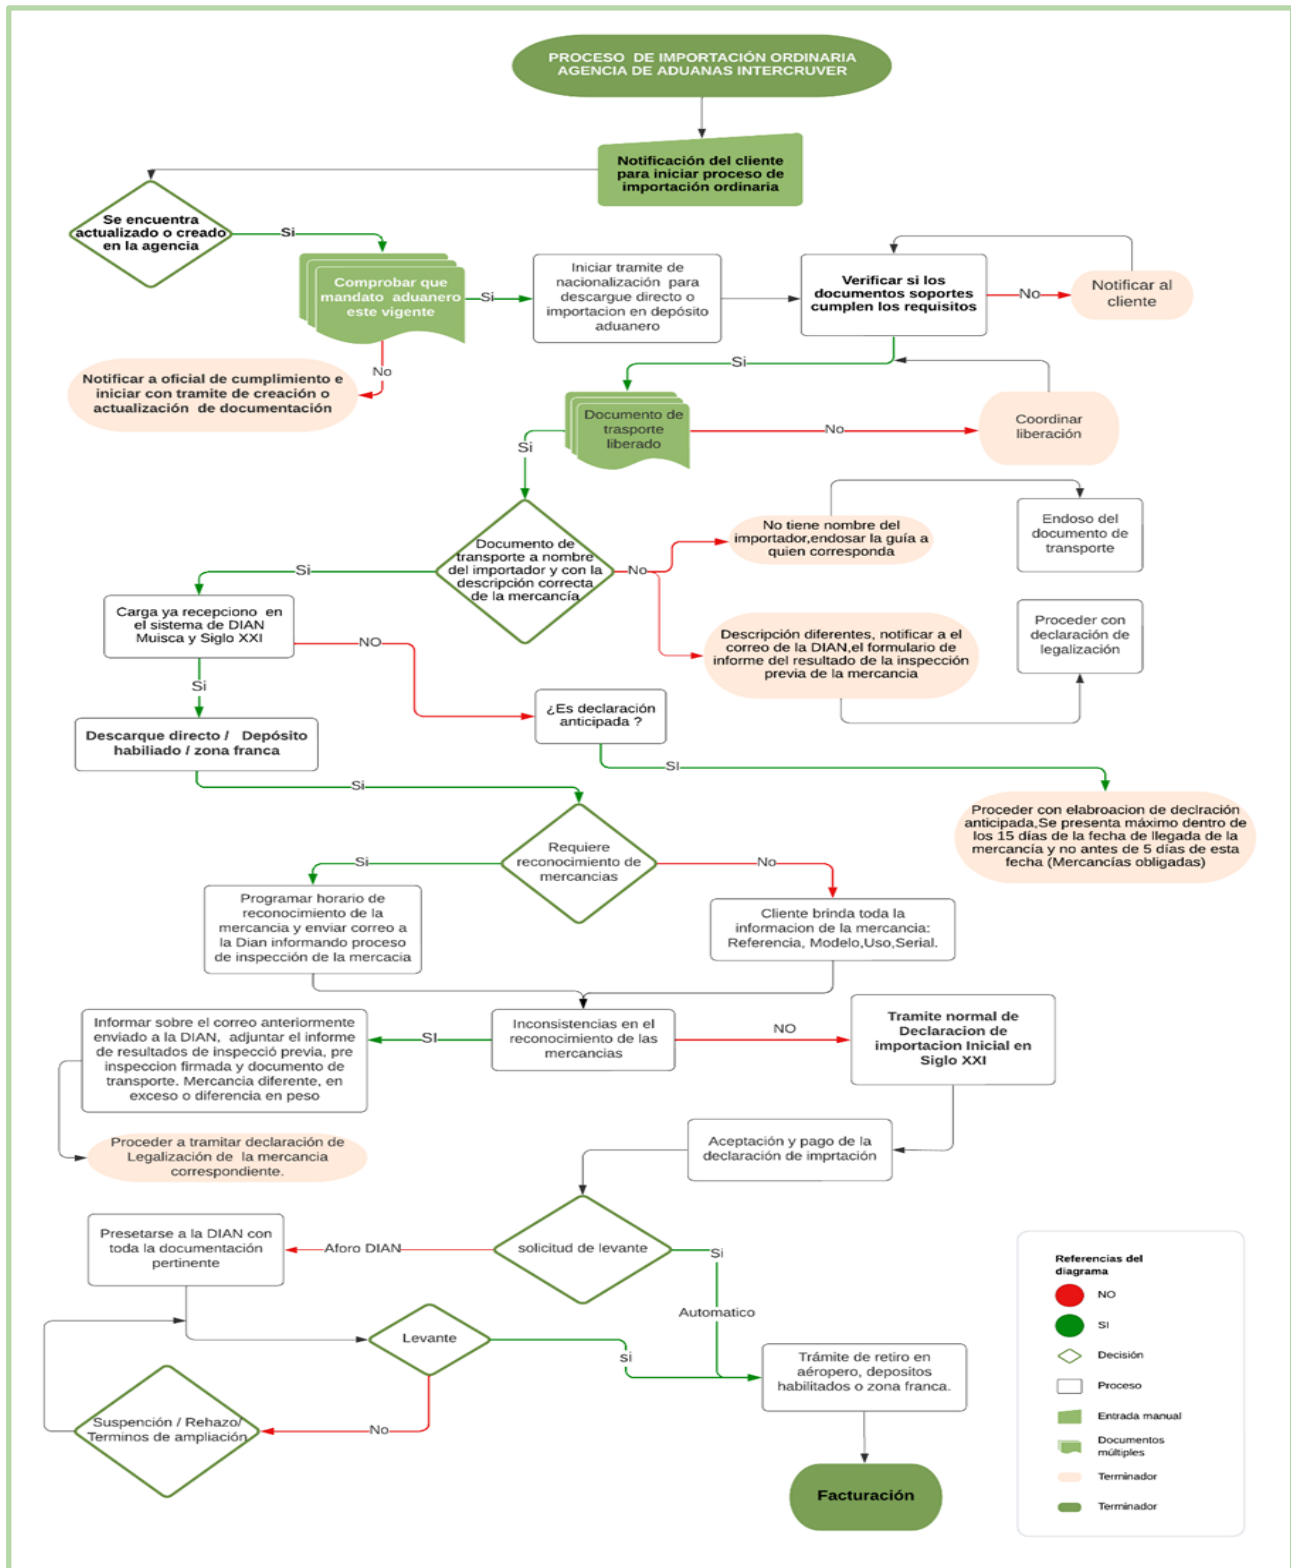 PROCESO DE IMPORTACIÓN ORDINARIA
AGENCIA DE ADUANAS INTERCRUVER
Notificación del cliente
para iniciar proceso de
importación ordinaria
Se encuentra
actualizado o creado
en la agencia
Si
Comprobar que
mandato aduanero
este vigente
Si
Iniciar tramite de
nacionalización para
descargue directo o
importacion en depósito
aduanero
Verificar si los
documentos soportes
cumplen los requisitos
No
Notificar al
cliente
No
Notificar a oficial de cumplimiento e
iniciar con tramite de creación o
actualización de documentación
Si
Documento de
trasporte
liberado
No
Coordinar
liberación
Si
Documento de
transporte a nombre
del importador y con la
descripción correcta
de la mercancía
No
No tiene nombre del
importador,endosar la guía a
quien corresponda
Endoso del
documento de
transporte
Descripción diferentes, notificar a el
correo de la DIAN,el formulario de
informe del resultado de la inspección
previa de la mercancia
Proceder con
declaración de
legalización
Si
Carga ya recepciono en
el sistema de DIAN
Muisca y Siglo XXI
NO
¿Es declaración
anticipada ?
SI
Proceder con elabroacion de declración
anticipada,Se presenta máximo dentro de
los 15 días de la fecha de llegada de la
mercancía y no antes de 5 días de esta
fecha (Mercancías obligadas)
Si
Descarque directo / Depósito
habiliado / zona franca
Si
Requiere
reconocimiento de
mercancias
Si
No
Programar horario de
reconocimiento de la
mercancia y enviar correo a
la Dian informando proceso
de inspección de la mercacia
Cliente brinda toda la
informacion de la mercancia:
Referencia, Modelo,Uso,Serial.
Inconsistencias en el
reconocimiento de las
mercancias
SI
NO
Informar sobre el correo anteriormente
enviado a la DIAN, adjuntar el informe
de resultados de inspecció previa, pre
inspeccion firmada y documento de
transporte. Mercancia diferente, en
exceso o diferencia en peso
Tramite normal de
Declaracion de
importacion Inicial en
Siglo XXI
Proceder a tramitar declaración de
Legalización de la mercancia
correspondiente.
Aceptación y pago de la
declaración de imprtación
solicitud de levante
Aforo DIAN
Si
Automatico
Presetarse a la DIAN con
toda la documentación
pertinente
Levante
si
No
Suspención / Rehazo/
Terminos de ampliación
Trámite de retiro en
aéropero, depositos
habilitados o zona franca.
Facturación
Referencias del
diagrama
NO
SI
Decisión
Proceso
Entrada manual
Documentos
múltiples
Terminador
Terminador